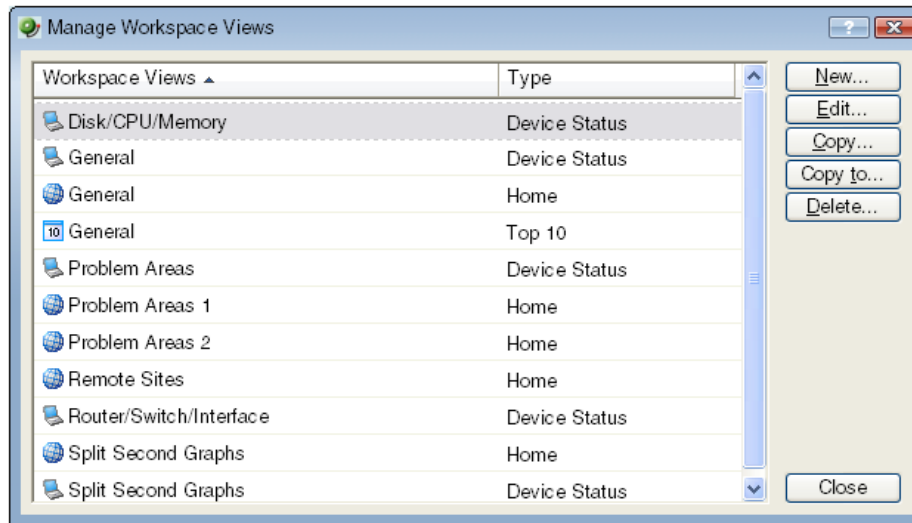 Manage Workspace Views
?
Workspace Views Type
New...
Disk/CPU/Memory Device Status
Edit...
General Device Status
Copy...
General Home
Copy to...
10 General Top 10
Delete...
Problem Areas Device Status
Problem Areas 1 Home
Problem Areas 2 Home
Remote Sites Home
Router/Switch/Interface Device Status
Split Second Graphs Home
Split Second Graphs Device Status
Close